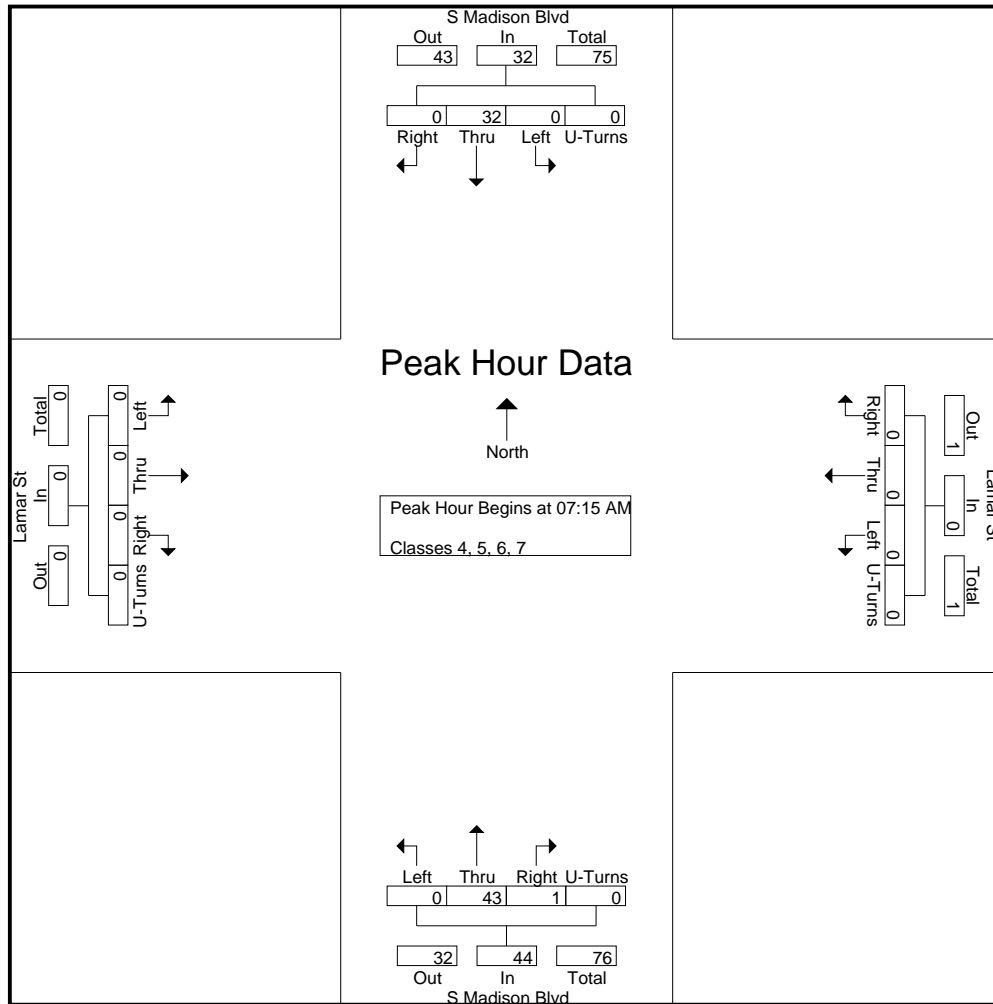 S Madison Blvd
Out In Total
43 32 75
0 32 0 0
Right Thru Left U-Turns
Peak Hour Data
North
Peak Hour Begins at 07:15 AM
Classes 4, 5, 6, 7
Lamar St
Out In Total
0 0 0
0 0 0 0
U-Turns Right Thru Left
Lamar St
Out In Total
1 0 1
0 0 0 0
Right Thru Left U-Turns
Left Thru Right U-Turns
0 43 1 0
32 44 76
Out In Total
S Madison Blvd